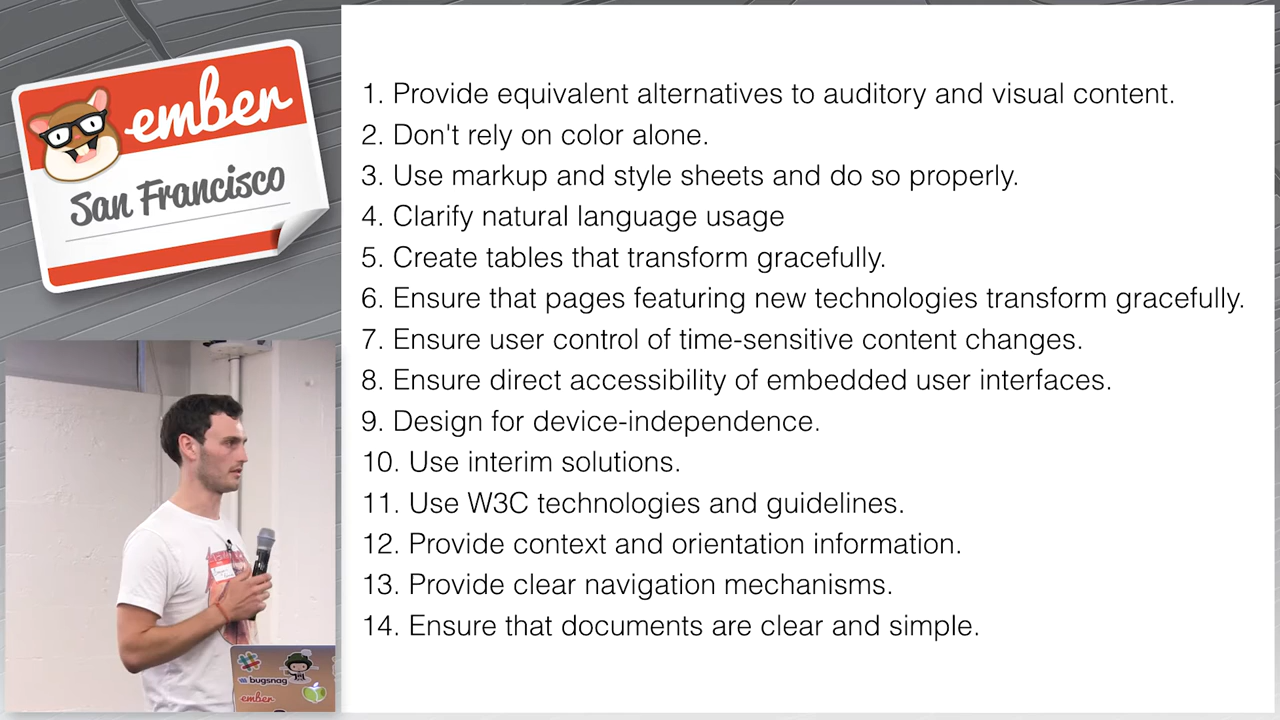 ember
San Francisco
1. Provide equivalent alternatives to auditory and visual content.
2. Don't rely on color alone.
3. Use markup and style sheets and do so properly.
4. Clarify natural language usage
5. Create tables that transform gracefully.
6. Ensure that pages featuring new technologies transform gracefully.
7. Ensure user control of time-sensitive content changes.
8. Ensure direct accessibility of embedded user interfaces.
9. Design for device-independence.
10. Use interim solutions.
11. Use W3C technologies and guidelines.
12. Provide context and orientation information.
13. Provide clear navigation mechanisms.
14. Ensure that documents are clear and simple.
bugsnag
ember